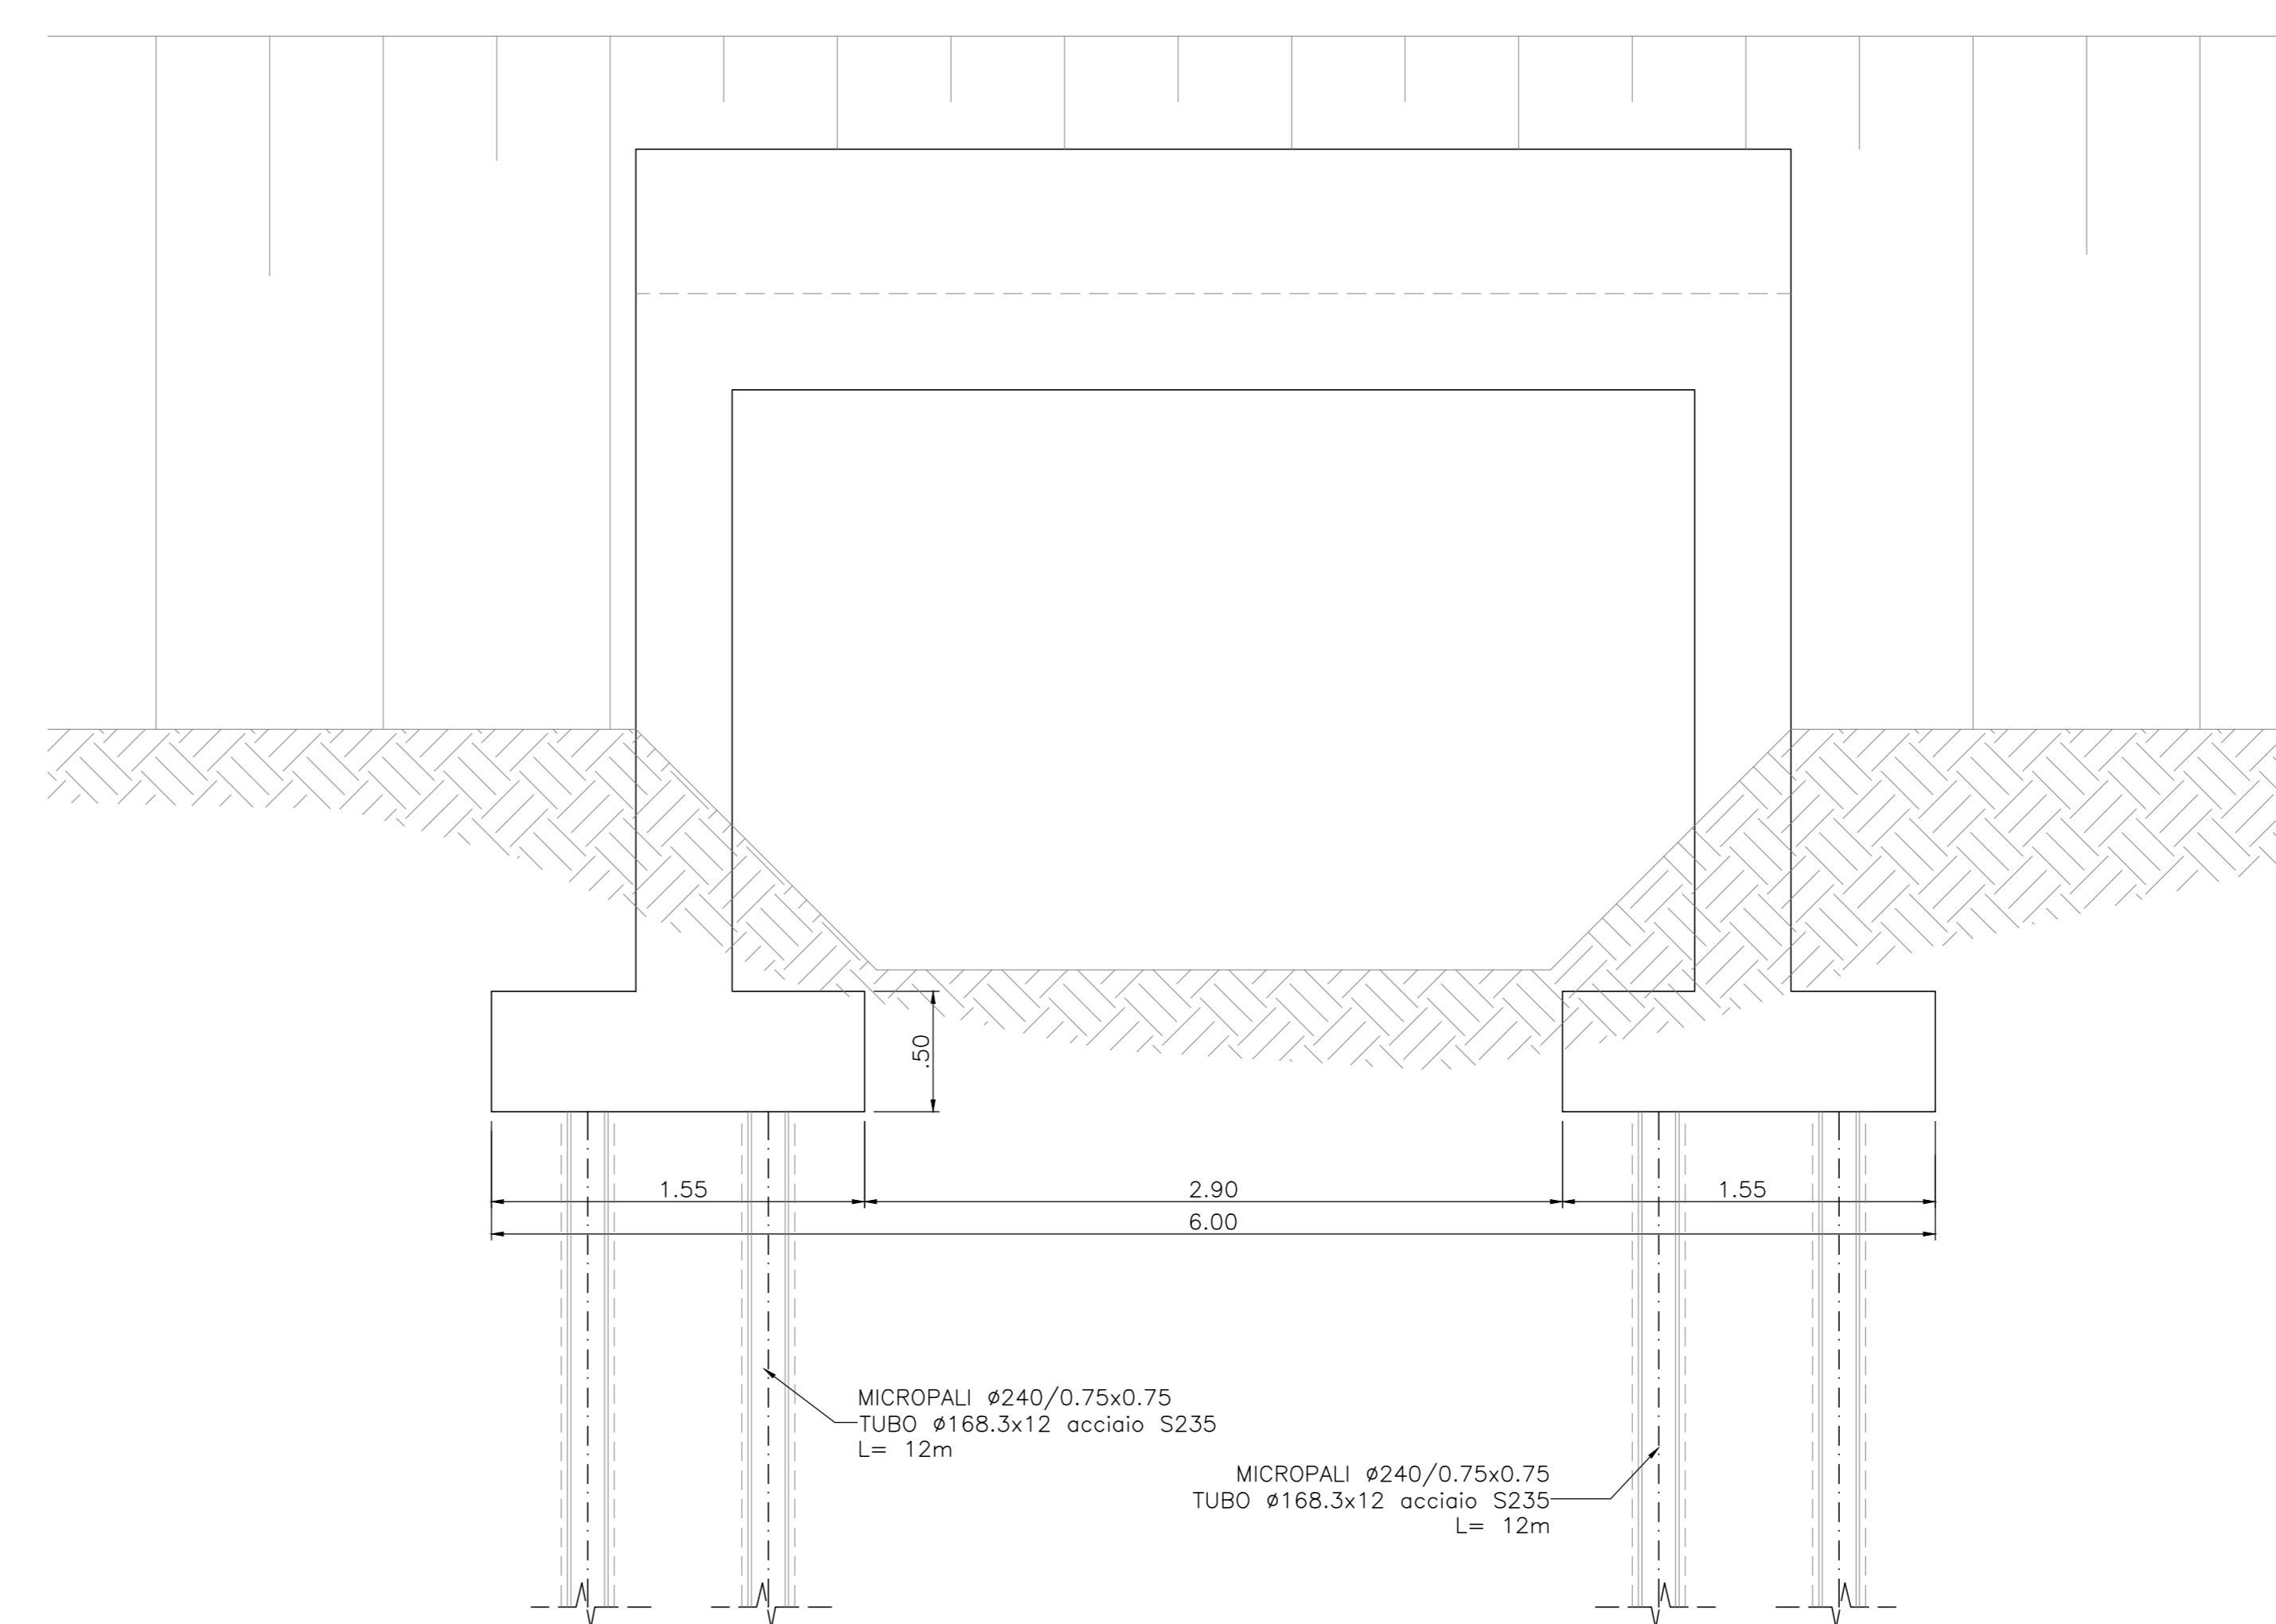 .50
1.55
2.90
1.55
6.00
MICROPALI ø240/0.75x0.75
TUBO ø168.3x12 acciaio S235
L= 12m
MICROPALI ø240/0.75x0.75
TUBO ø168.3x12 acciaio S235
L= 12m